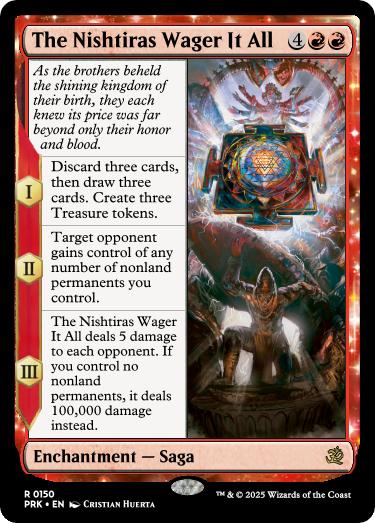 The Nishtiras Wager It All 4
As the brothers beheld
the shining kingdom of
their birth, they each
knew its price was far
beyond only their honor
and blood.
I
Discard three cards,
then draw three
cards. Create three
Treasure tokens.
II
Target opponent
gains control of any
number of nonland
permanents you
control.
III
The Nishtiras Wager
It All deals 5 damage
to each opponent. If
you control no
nonland
permanents, it deals
100,000 damage
instead.
Enchantment — Saga
R 0150
PRK • EN Cristian Huerta
™ & © 2025 Wizards of the Coast